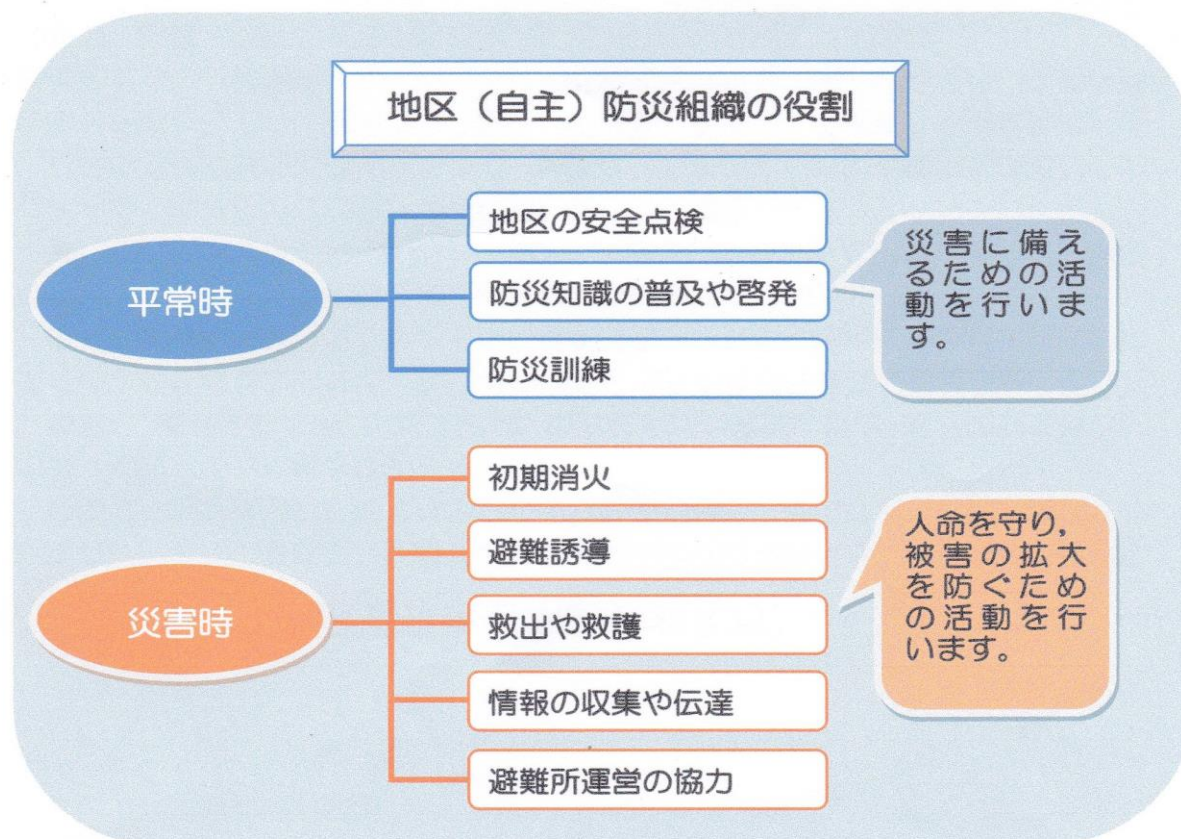 地区（自主）防災組織の役割
平常時
地区の安全点検
防災知識の普及や啓発
防災訓練
災害に備え
るための活
動を行いま
す。
災害時
初期消火
避難誘導
救出や救護
情報の収集や伝達
避難所運営の協力
人命を守り，
被害の拡大
を防ぐため
の活動を行
います。